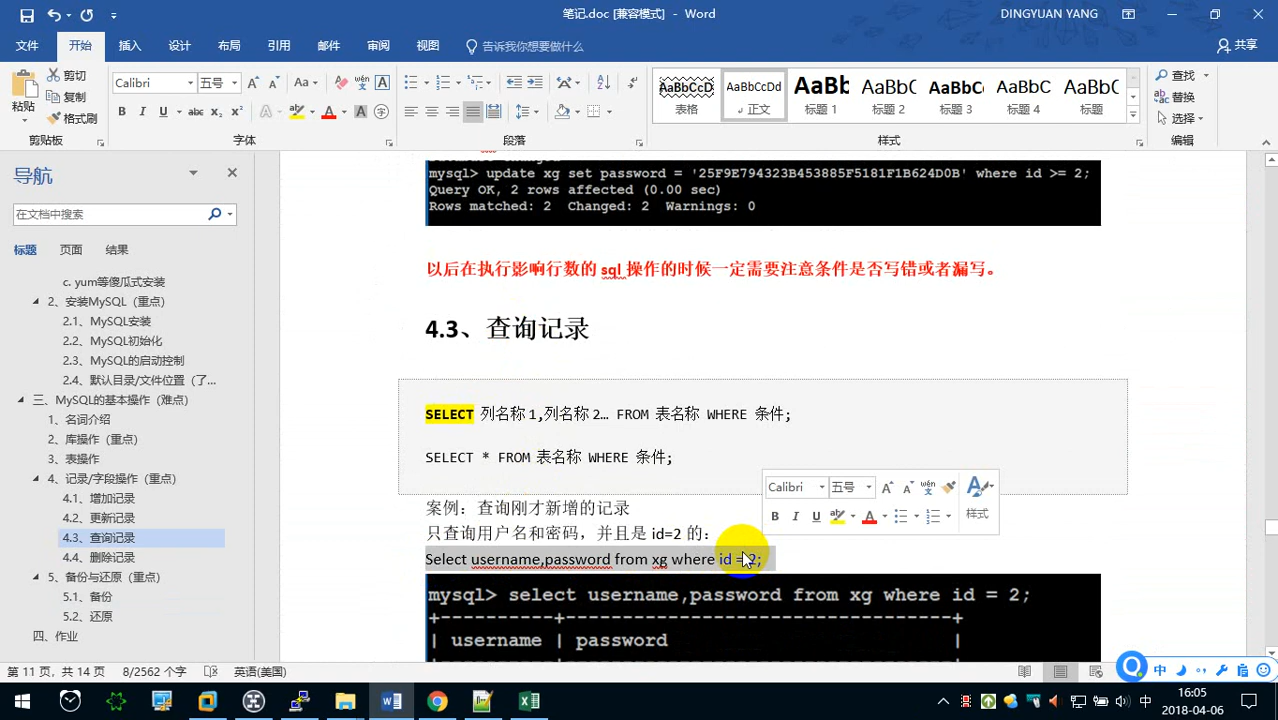 笔记.doc [兼容模式] - Word
DINGYUAN YANG
文件 开始 插入 设计 布局 引用 邮件 审阅 视图 告诉我你想要做什么 共享
粘贴
剪切
复制
格式刷
剪贴板
Calibri 五号
字体
段落
AaBbCcD AaBbCcDd AaBb AaBbC AaBbC AaBbC AaBbC
表格 正文 标题 1 标题 2 标题 3 标题 4 标题
样式
查找
替换
选择
编辑
导航
在文档中搜索
标题 页面 结果
c. yum等傻瓜式安装
2、安装MySQL（重点）
2.1、MySQL安装
2.2、MySQL初始化
2.3、MySQL的启动控制
2.4、默认目录/文件位置（了...
三、MySQL的基本操作（难点）
1、名词介绍
2、库操作（重点）
3、表操作
4、记录/字段操作（重点）
4.1、增加记录
4.2、更新记录
4.3、查询记录
4.4、删除记录
5、备份与还原（重点）
5.1、备份
5.2、还原
四、作业
mysql> update xg set password = '25F9E794323B453885F5181F1B624D0B' where id >= 2;
Query OK, 2 rows affected (0.00 sec)
Rows matched: 2 Changed: 2 Warnings: 0
以后在执行影响行数的 sql 操作的时候一定需要注意条件是否写错或者漏写。
4.3、查询记录
SELECT 列名称 1,列名称 2… FROM 表名称 WHERE 条件;
SELECT * FROM 表名称 WHERE 条件;
案例：查询刚才新增的记录
只查询用户名和密码，并且是 id=2 的：
Select username,password from xg where id = 2;
Calibri 五号
样式
mysql> select username,password from xg where id = 2;
| username | password |
第 11 页，共 14 页 8/2562 个字 英语(美国)
中
中
16:05
2018-04-06